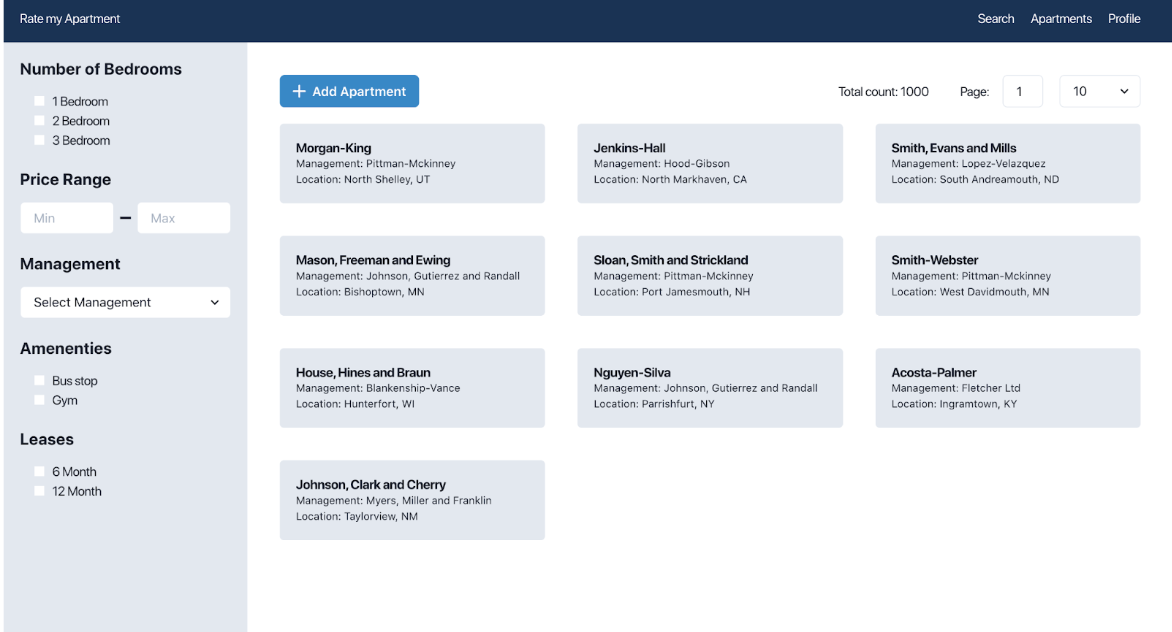 Rate my Apartment
Search Apartments Profile
Number of Bedrooms
1 Bedroom
2 Bedroom
3 Bedroom
Price Range
Min – Max
Management
Select Management
Amenenties
Bus stop
Gym
Leases
6 Month
12 Month
+ Add Apartment
Total count: 1000 Page: 1 10
Morgan-King
Management: Pittman-Mckinney
Location: North Shelley, UT
Jenkins-Hall
Management: Hood-Gibson
Location: North Markhaven, CA
Smith, Evans and Mills
Management: Lopez-Velazquez
Location: South Andreamouth, ND
Mason, Freeman and Ewing
Management: Johnson, Gutierrez and Randall
Location: Bishoptown, MN
Sloan, Smith and Strickland
Management: Pittman-Mckinney
Location: Port Jamesmouth, NH
Smith-Webster
Management: Pittman-Mckinney
Location: West Davidmouth, MN
House, Hines and Braun
Management: Blankenship-Vance
Location: Hunterfort, WI
Nguyen-Silva
Management: Johnson, Gutierrez and Randall
Location: Parrishfurt, NY
Acosta-Palmer
Management: Fletcher Ltd
Location: Ingramtown, KY
Johnson, Clark and Cherry
Management: Myers, Miller and Franklin
Location: Taylorview, NM